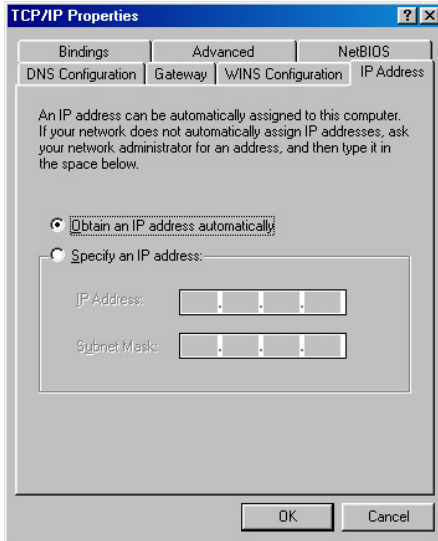 TCP/IP Properties
Bindings Advanced NetBIOS
DNS Configuration Gateway WINS Configuration IP Address
An IP address can be automatically assigned to this computer.
If your network does not automatically assign IP addresses, ask
your network administrator for an address, and then type it in
the space below.
Obtain an IP address automatically
Specify an IP address:
IP Address:
Subnet Mask:
OK Cancel